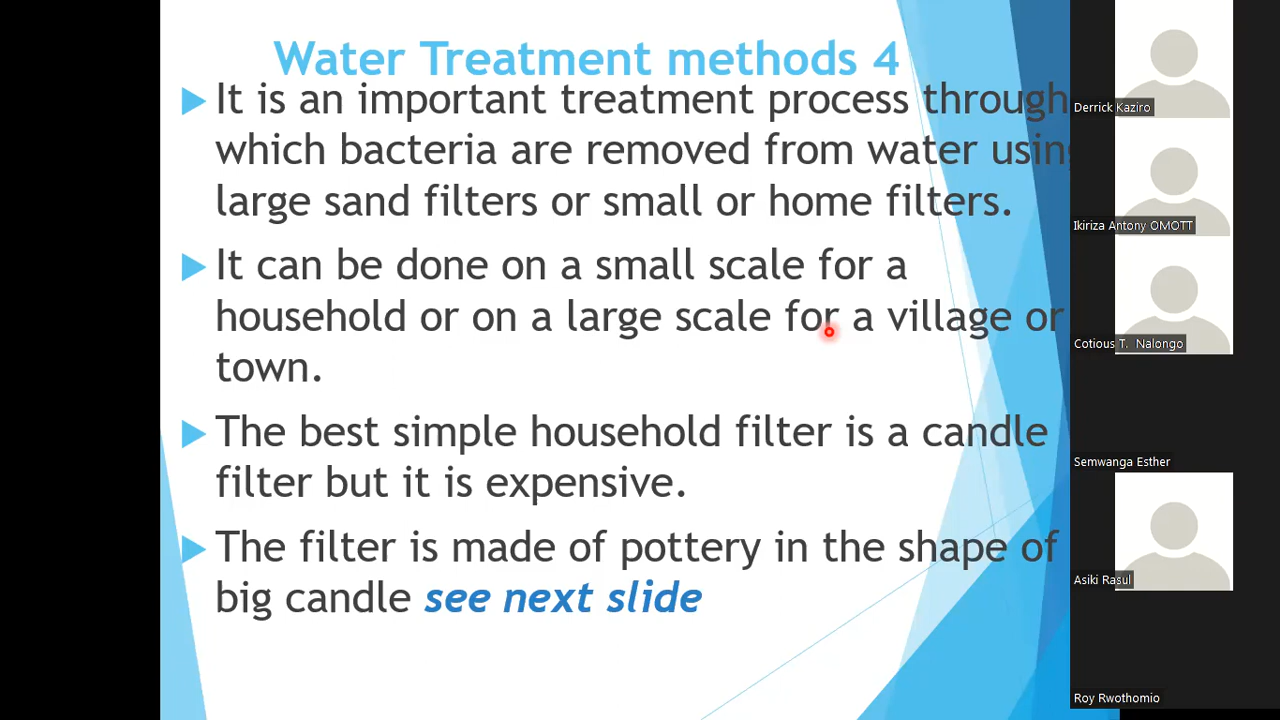 Water Treatment methods 4
It is an important treatment process through
which bacteria are removed from water using
large sand filters or small or home filters.
It can be done on a small scale for a
household or on a large scale for a village or
town.
The best simple household filter is a candle
filter but it is expensive.
The filter is made of pottery in the shape of
big candle see next slide
Derrick Kaziro
Ikiriza Antony OMOTT
Cotious T. Nalongo
Semwanga Esther
Asiki Rasul
Roy Rwothomio